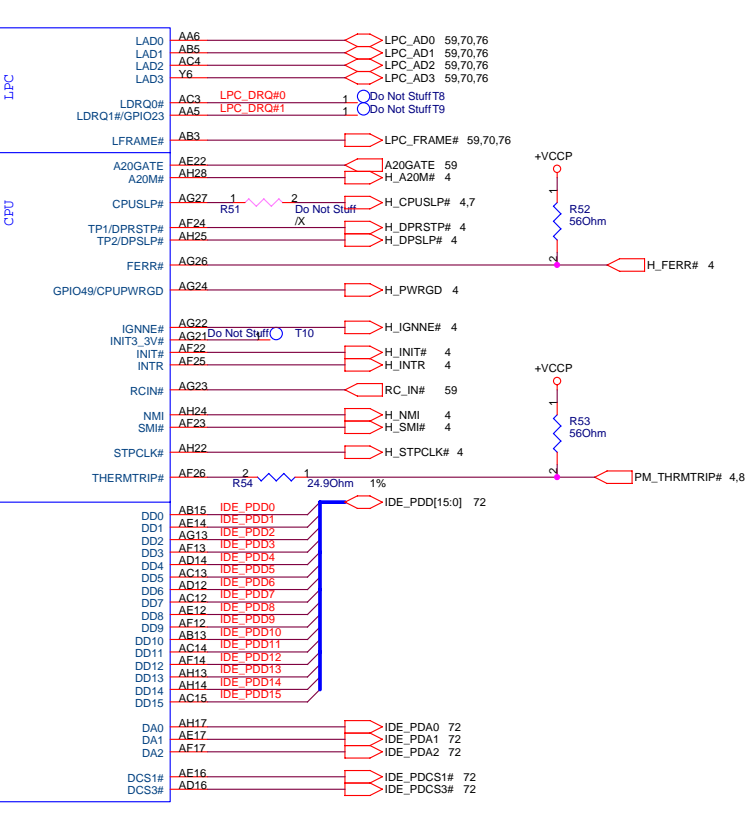 LPC
LAD0 AA6 LPC_AD0 59,70,76
LAD1 AB5 LPC_AD1 59,70,76
LAD2 AC4 LPC_AD2 59,70,76
LAD3 Y6 LPC_AD3 59,70,76
LDRQ0# AC3 LPC_DRQ#0 1 Do Not Stuff T8
LDRQ1#/GPIO23 AA5 LPC_DRQ#1 1 Do Not Stuff T9
LFRAME# AB3 LPC_FRAME# 59,70,76
CPU
A20GATE AE22 A20GATE 59
A20M# AH28 H_A20M# 4
+VCCP
1
CPUSLP# AG27 1 2 H_CPUSLP# 4,7
R51 Do Not Stuff
/X
R52
56Ohm
TP1/DPRSTP# AF24 H_DPRSTP# 4
TP2/DPSLP# AH25 H_DPSLP# 4
2
FERR# AG26 H_FERR# 4
GPIO49/CPUPWRGD AG24 H_PWRGD 4
IGNNE# AG22 H_IGNNE# 4
INIT3_3V# AG21 Do Not Stuff 1 T10
INIT# AF22 H_INIT# 4
INTR AF25 H_INTR 4
+VCCP
1
RCIN# AG23 RC_IN# 59
NMI AH24 H_NMI 4
SMI# AF23 H_SMI# 4
R53
56Ohm
STPCLK# AH22 H_STPCLK# 4
2
THERMTRIP# AF26 2 1 PM_THRMTRIP# 4,8
R54 24.9Ohm 1%
IDE_PDD[15:0] 72
DD0 AB15 IDE_PDD0
DD1 AE14 IDE_PDD1
DD2 AG13 IDE_PDD2
DD3 AF13 IDE_PDD3
DD4 AD14 IDE_PDD4
DD5 AC13 IDE_PDD5
DD6 AD12 IDE_PDD6
DD7 AC12 IDE_PDD7
DD8 AE12 IDE_PDD8
DD9 AF12 IDE_PDD9
DD10 AB13 IDE_PDD10
DD11 AC14 IDE_PDD11
DD12 AF14 IDE_PDD12
DD13 AH13 IDE_PDD13
DD14 AH14 IDE_PDD14
DD15 AC15 IDE_PDD15
DA0 AH17 IDE_PDA0 72
DA1 AE17 IDE_PDA1 72
DA2 AF17 IDE_PDA2 72
DCS1# AE16 IDE_PDCS1# 72
DCS3# AD16 IDE_PDCS3# 72